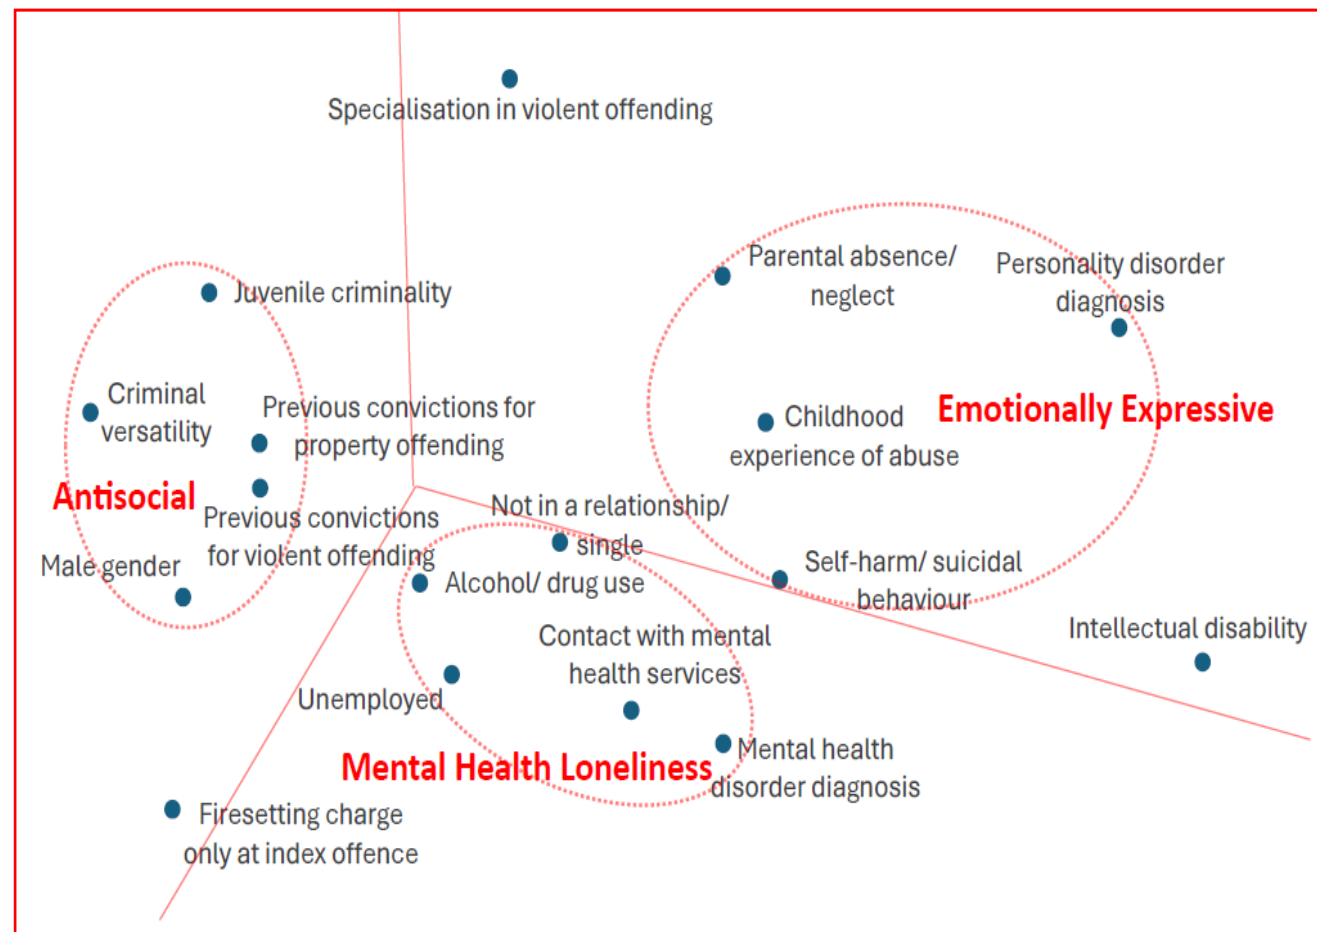 Specialisation in violent offending
Parental absence/
neglect
Personality disorder
diagnosis
Juvenile criminality
Criminal
versatility
Previous convictions for
property offending
Childhood
experience of abuse
Emotionally Expressive
Antisocial
Previous convictions
for violent offending
Not in a relationship/
single
Male gender
Alcohol/ drug use
Self-harm/ suicidal
behaviour
Contact with mental
health services
Intellectual disability
Unemployed
Mental Health Loneliness
Mental health
disorder diagnosis
Firesetting charge
only at index offence